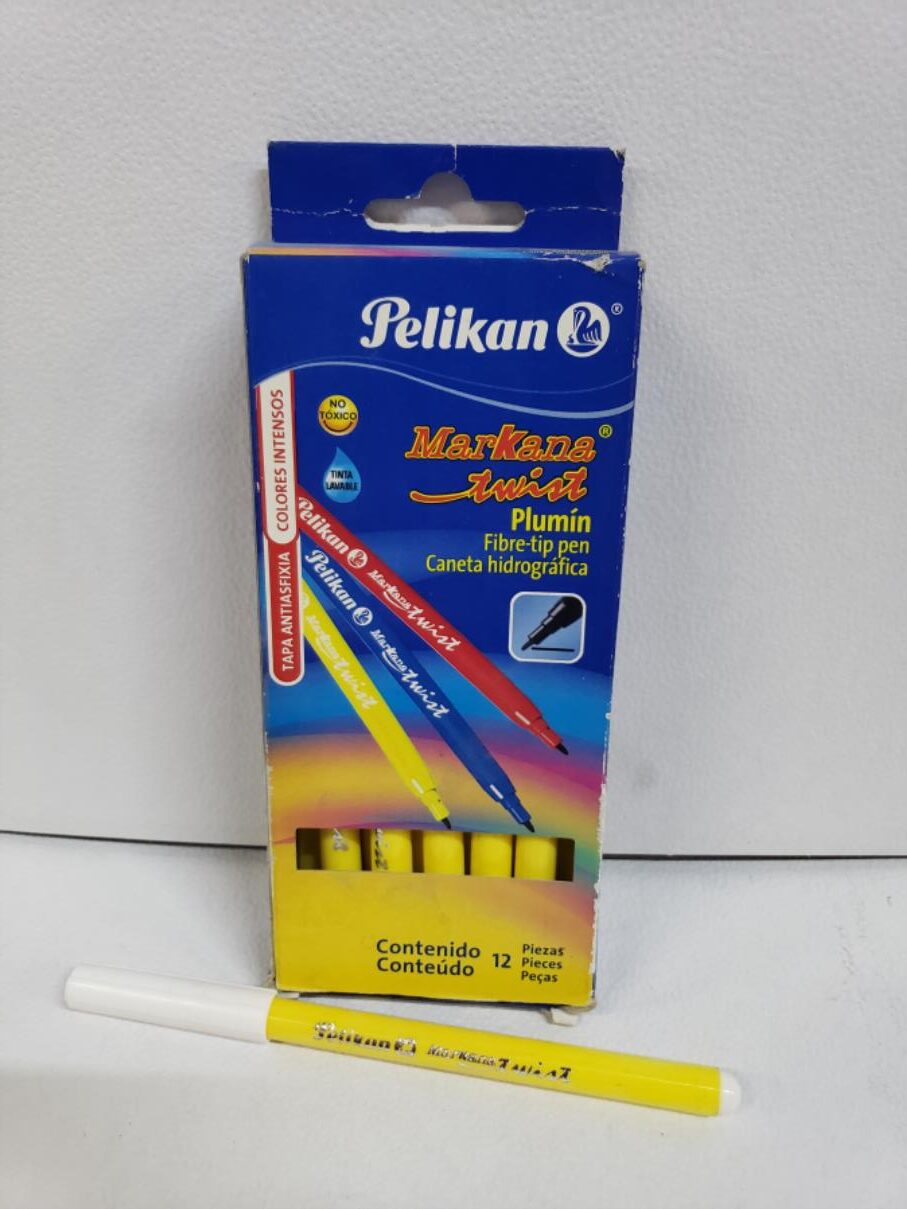 Pelikan ®
COLORES INTENSOS
TAPA ANTIASFIXIA
NO
TÓXICO
TINTA
LAVABLE
MarKana®
twist
Plumín
Fibre-tip pen
Caneta hidrográfica
Pelikan MarKana twist
Pelikan MarKana twist
MarKana twist
Contenido
Conteúdo
12
Piezas
Pieces
Peças
Pelikan MarKana twist